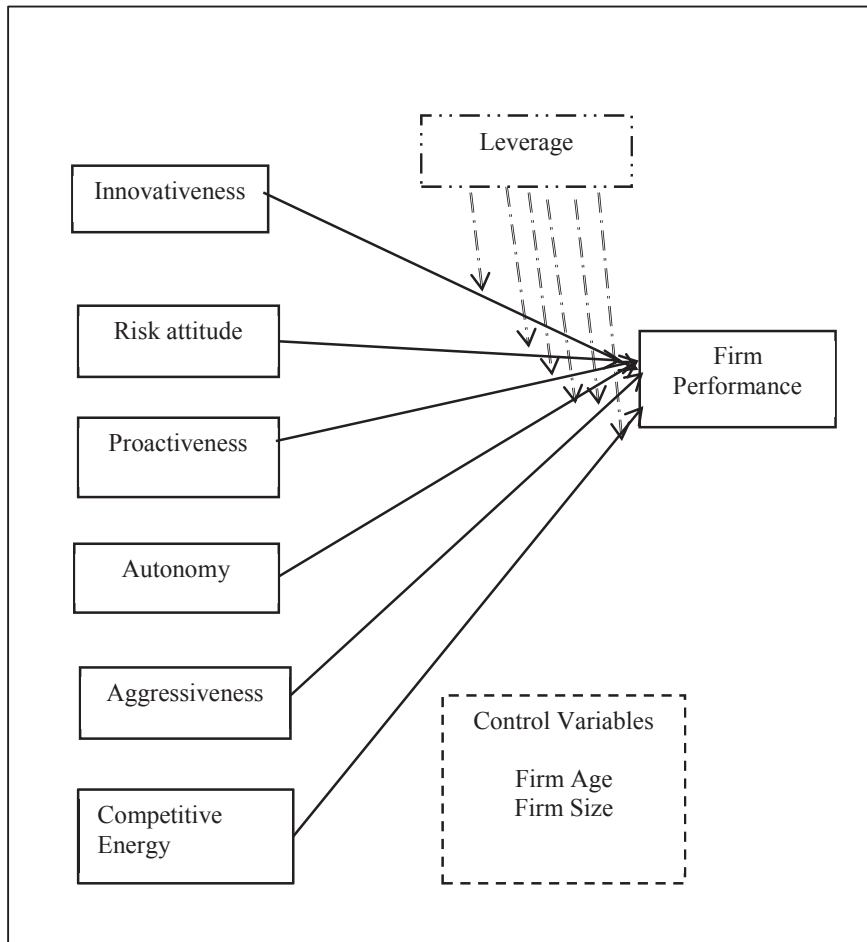 Leverage
Innovativeness
Risk attitude
Firm
Performance
Proactiveness
Autonomy
Aggressiveness
Control Variables
Firm Age
Firm Size
Competitive
Energy